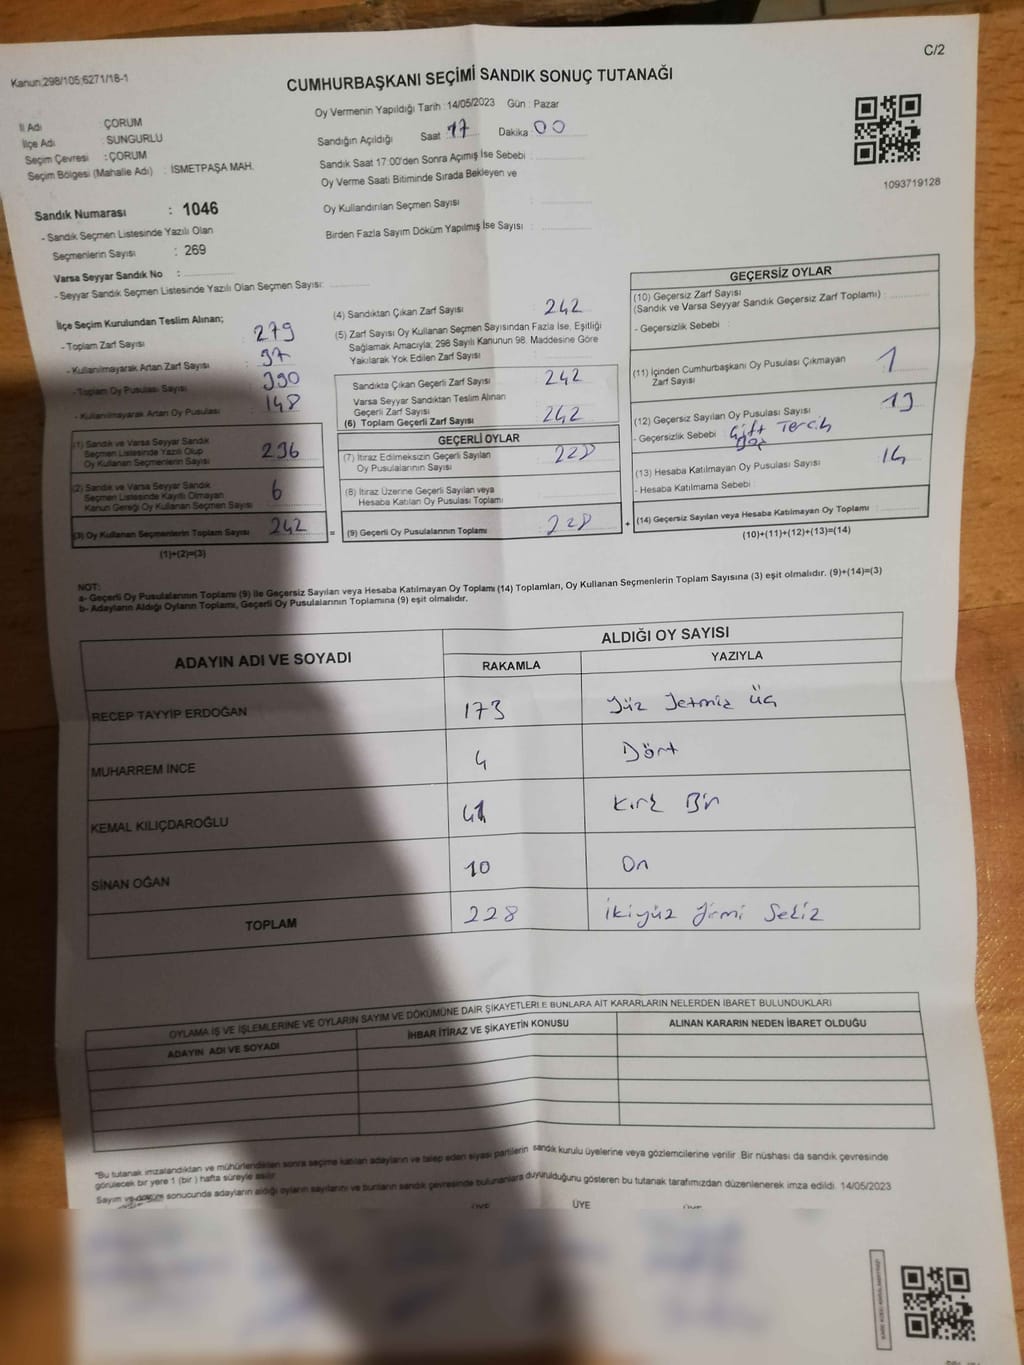 C/2
Kanun:298/105;6271/18-1
CUMHURBAŞKANI SEÇİMİ SANDIK SONUÇ TUTANAĞI
İl Adı : ÇORUM
İlçe Adı : SUNGURLU
Seçim Çevresi : ÇORUM
Seçim Bölgesi (Mahalle Adı) : İSMETPAŞA MAH.
Sandık Numarası : 1046
- Sandık Seçmen Listesinde Yazılı Olan
Seçmenlerin Sayısı : 269
Varsa Seyyar Sandık No :
- Seyyar Sandık Seçmen Listesinde Yazılı Olan Seçmen Sayısı:
Oy Vermenin Yapıldığı Tarih : 14/05/2023 Gün : Pazar
Sandığın Açıldığı Saat 17 Dakika 00
Sandık Saat 17:00'den Sonra Açılmış İse Sebebi :
Oy Verme Saati Bitiminde Sırada Bekleyen ve
Oy Kullandırılan Seçmen Sayısı :
Birden Fazla Sayım Döküm Yapılmış İse Sayısı :
1093719128
İlçe Seçim Kurulundan Teslim Alınan;
- Toplam Zarf Sayısı : 279
- Kullanılmayarak Artan Zarf Sayısı : 37
- Toplam Oy Pusulası Sayısı : 390
- Kullanılmayarak Artan Oy Pusulası : 148
(1) Sandık ve Varsa Seyyar Sandık
Seçmen Listesinde Yazılı Olup
Oy Kullanan Seçmenlerin Sayısı : 236
(2) Sandık ve Varsa Seyyar Sandık
Seçmen Listesinde Kayıtlı Olmayan
Kanun Gereği Oy Kullanan Seçmen Sayısı : 6
(3) Oy Kullanan Seçmenlerin Toplam Sayısı : 242
(1)+(2)=(3)
(4) Sandıktan Çıkan Zarf Sayısı : 242
(5) Zarf Sayısı Oy Kullanan Seçmen Sayısından Fazla İse, Eşitliği
Sağlamak Amacıyla; 298 Sayılı Kanunun 98. Maddesine Göre
Yakılarak Yok Edilen Zarf Sayısı :
Sandıkta Çıkan Geçerli Zarf Sayısı : 242
Varsa Seyyar Sandıktan Teslim Alınan
Geçerli Zarf Sayısı :
(6) Toplam Geçerli Zarf Sayısı : 242
GEÇERLİ OYLAR
(7) İtiraz Edilmeksizin Geçerli Sayılan
Oy Pusulalarının Sayısı : 228
(8) İtiraz Üzerine Geçerli Sayılan veya
Hesaba Katılan Oy Pusulası Toplamı :
= (9) Geçerli Oy Pusulalarının Toplamı : 228 +
GEÇERSİZ OYLAR
(10) Geçersiz Zarf Sayısı
(Sandık ve Varsa Seyyar Sandık Geçersiz Zarf Toplamı) :
- Geçersizlik Sebebi :
(11) İçinden Cumhurbaşkanı Oy Pusulası Çıkmayan
Zarf Sayısı : 1
(12) Geçersiz Sayılan Oy Pusulası Sayısı : 13
- Geçersizlik Sebebi : Çift Tercih
Boş
(13) Hesaba Katılmayan Oy Pusulası Sayısı : 14
- Hesaba Katılmama Sebebi :
(14) Geçersiz Sayılan veya Hesaba Katılmayan Oy Toplamı :
(10)+(11)+(12)+(13)=(14)
NOT:
a- Geçerli Oy Pusulalarının Toplamı (9) ile Geçersiz Sayılan veya Hesaba Katılmayan Oy Toplamı (14) Toplamları, Oy Kullanan Seçmenlerin Toplam Sayısına (3) eşit olmalıdır. (9)+(14)=(3)
b- Adayların Aldığı Oyların Toplamı, Geçerli Oy Pusulalarının Toplamına (9) eşit olmalıdır.
ADAYIN ADI VE SOYADI
ALDIĞI OY SAYISI
RAKAMLA YAZIYLA
RECEP TAYYİP ERDOĞAN 173 Yüz Yetmiş Üç
MUHARREM İNCE 4 Dört
KEMAL KILIÇDAROĞLU 41 Kırk Bir
SİNAN OĞAN 10 On
TOPLAM 228 İkiyüz Yirmi Sekiz
OYLAMA İŞ VE İŞLEMLERİNE VE OYLARIN SAYIM VE DÖKÜMÜNE DAİR ŞİKAYETLERLE BUNLARA AİT KARARLARIN NELERDEN İBARET BULUNDUKLARI
ADAYIN ADI VE SOYADI İHBAR İTİRAZ VE ŞİKAYETİN KONUSU ALINAN KARARIN NEDEN İBARET OLDUĞU
*Bu tutanak imzalandıktan ve mühürlendikten sonra seçime katılan adayların ve talep eden siyasi partilerin sandık kurulu üyelerine veya gözlemcilerine verilir. Bir nüshası da sandık çevresinde
görülecek bir yere 1 (bir) hafta süreyle asılır.
Sayım ve döküm sonucunda adayların aldığı oyların sayılarını ve bunların sandık çevresinde bulunanlara duyurulduğunu gösteren bu tutanak tarafımızdan düzenlenerek imza edildi. 14/05/2023
ÜYE ÜYE